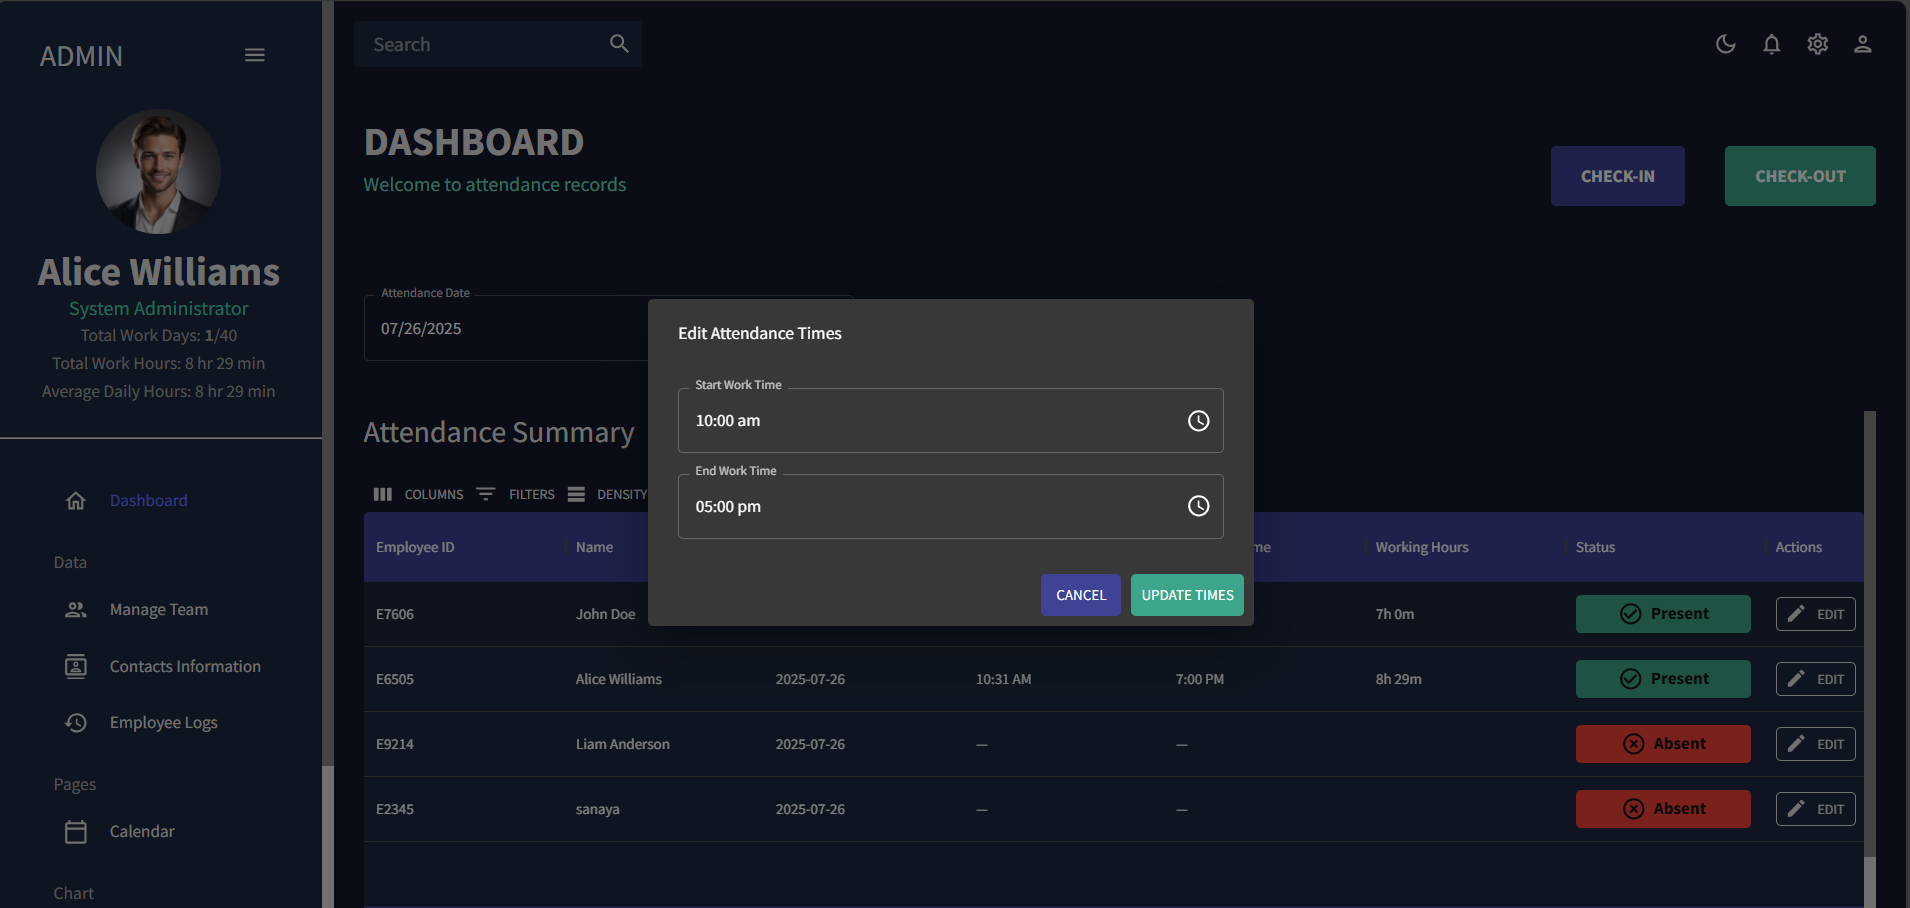 ADMIN
Alice Williams
System Administrator
Total Work Days: 1/40
Total Work Hours: 8 hr 29 min
Average Daily Hours: 8 hr 29 min
Dashboard
Data
Manage Team
Contacts Information
Employee Logs
Pages
Calendar
Chart
Search
DASHBOARD
Welcome to attendance records
CHECK-IN
CHECK-OUT
Attendance Date
07/26/2025
Attendance Summary
COLUMNS FILTERS DENSITY
Employee ID Name me Working Hours Status Actions
E7606 John Doe 7h 0m Present EDIT
E6505 Alice Williams 2025-07-26 10:31 AM 7:00 PM 8h 29m Present EDIT
E9214 Liam Anderson 2025-07-26 — — Absent EDIT
E2345 sanaya 2025-07-26 — — Absent EDIT
Edit Attendance Times
Start Work Time
10:00 am
End Work Time
05:00 pm
CANCEL UPDATE TIMES